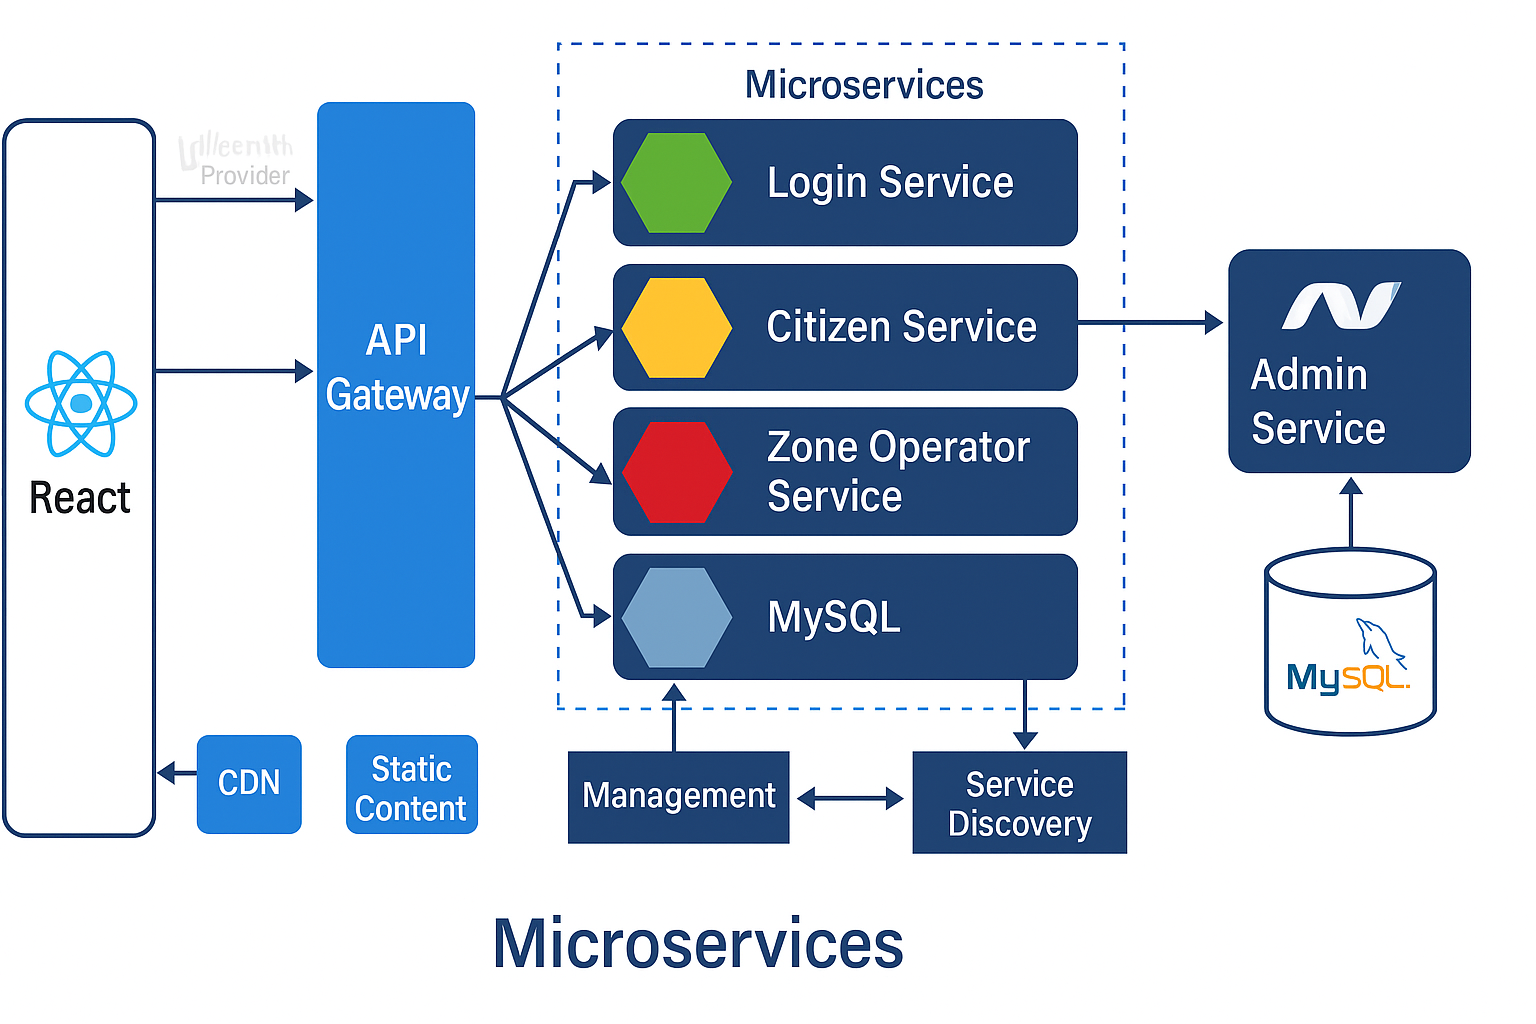 Microservices
Provider
React
API
Gateway
Login Service
Citizen Service
Zone Operator
Service
MySQL
Admin
Service
MySQL.
CDN
Static
Content
Management
Service
Discovery
Microservices